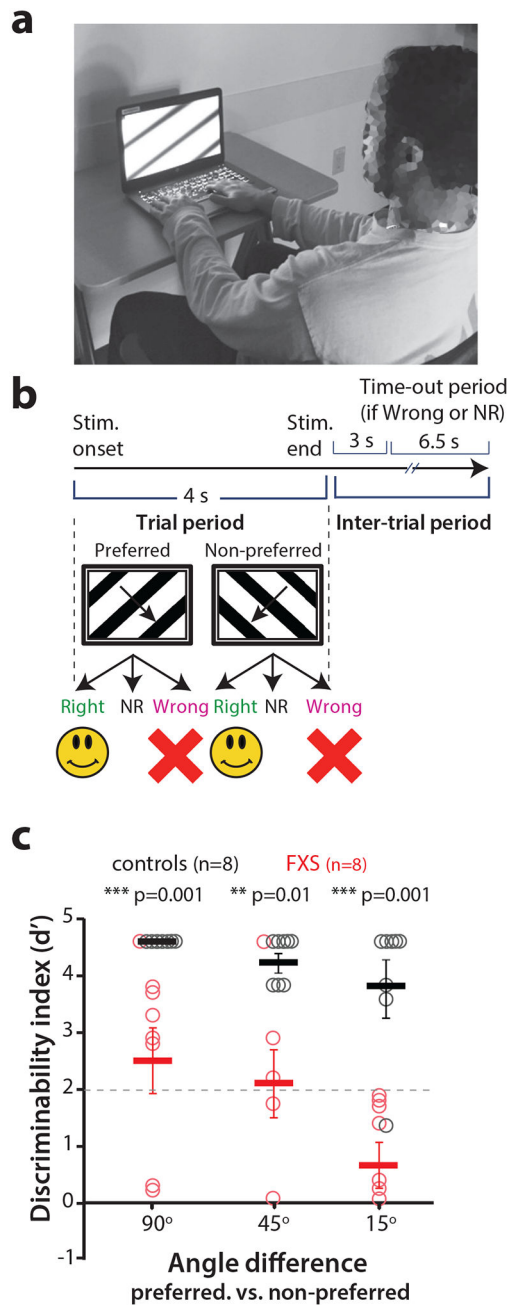 a
b
Time-out period
(if Wrong or NR)
Stim.
onset
Stim.
end
3 s
6.5 s
4 s
Trial period
Inter-trial period
Preferred
Non-preferred
Right
NR
Wrong
Right
NR
Wrong
c
controls (n=8)
FXS (n=8)
*** p=0.001
** p=0.01
*** p=0.001
Discriminability index (d′)
5
4
3
2
1
0
-1
90°
45°
15°
Angle difference
preferred. vs. non-preferred